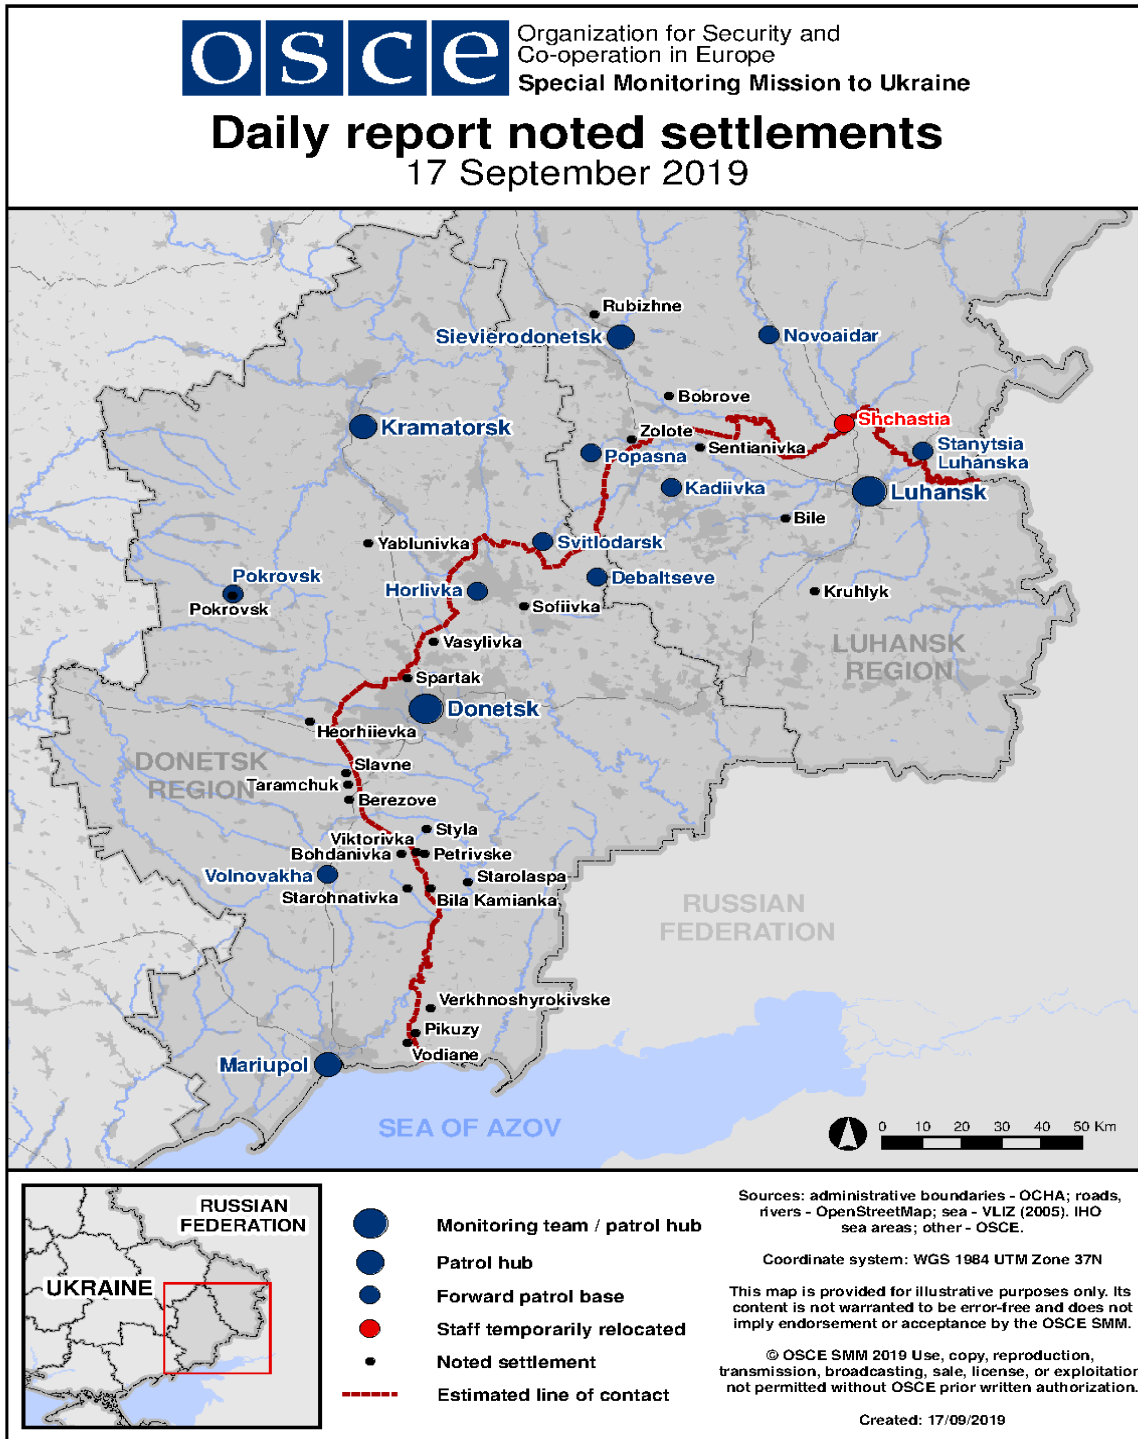 osce
Organization for Security and
Co-operation in Europe
Special Monitoring Mission to Ukraine
Daily report noted settlements
17 September 2019
Rubizhne
Sievierodonetsk
Novoaidar
Bobrove
Kramatorsk
Shchastia
Zolote
Sentianivka
Stanytsia
Luhanska
Popasna
Kadiivka
Luhansk
Bile
Yablunivka
Svitlodarsk
Pokrovsk
Pokrovsk
Horlivka
Debaltseve
Sofiivka
Kruhlyk
Vasylivka
LUHANSK
REGION
Spartak
Donetsk
Heorhiievka
DONETSK
REGION
Slavne
Taramchuk
Berezove
Styla
Viktorivka
Bohdanivka
Petrivske
Volnovakha
Starolaspa
Starohnativka
Bila Kamianka
RUSSIAN
FEDERATION
Verkhnoshyrokivske
Pikuzy
Vodiane
Mariupol
SEA OF AZOV
0 10 20 30 40 50 Km
RUSSIAN
FEDERATION
UKRAINE
Monitoring team / patrol hub
Patrol hub
Forward patrol base
Staff temporarily relocated
Noted settlement
Estimated line of contact
Sources: administrative boundaries - OCHA; roads,
rivers - OpenStreetMap; sea - VLIZ (2005). IHO
sea areas; other - OSCE.
Coordinate system: WGS 1984 UTM Zone 37N
This map is provided for illustrative purposes only. Its
content is not warranted to be error-free and does not
imply endorsement or acceptance by the OSCE SMM.
© OSCE SMM 2019 Use, copy, reproduction,
transmission, broadcasting, sale, license, or exploitation
not permitted without OSCE prior written authorization.
Created: 17/09/2019